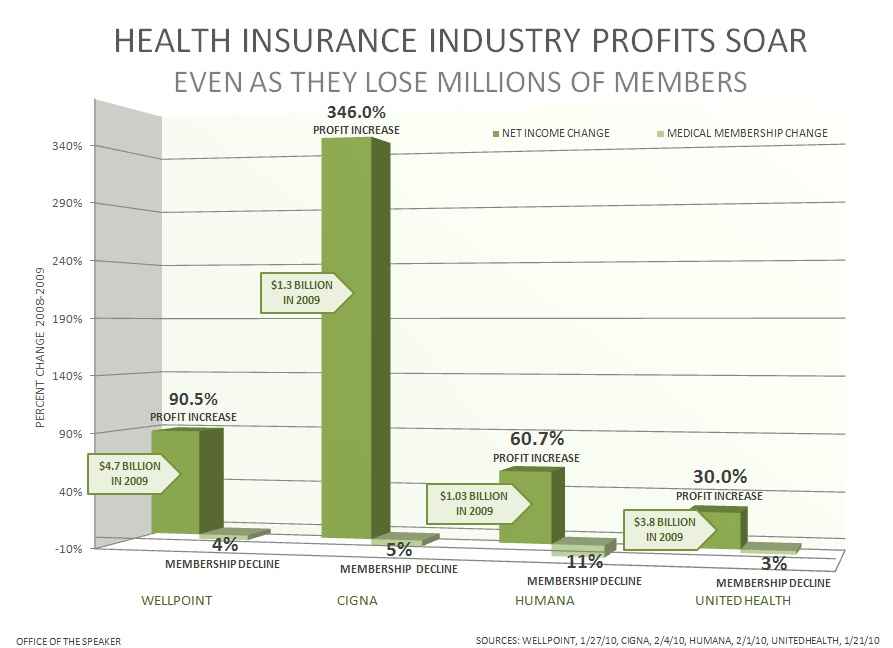 HEALTH INSURANCE INDUSTRY PROFITS SOAR
EVEN AS THEY LOSE MILLIONS OF MEMBERS
346.0%
PROFIT INCREASE
NET INCOME CHANGE
MEDICAL MEMBERSHIP CHANGE
340%
290%
240%
190%
140%
90%
40%
-10%
PERCENT CHANGE 2008-2009
$1.3 BILLION
IN 2009
90.5%
PROFIT INCREASE
$4.7 BILLION
IN 2009
60.7%
PROFIT INCREASE
$1.03 BILLION
IN 2009
30.0%
PROFIT INCREASE
$3.8 BILLION
IN 2009
4%
MEMBERSHIP DECLINE
5%
MEMBERSHIP DECLINE
11%
MEMBERSHIP DECLINE
3%
MEMBERSHIP DECLINE
WELLPOINT
CIGNA
HUMANA
UNITEDHEALTH
OFFICE OF THE SPEAKER
SOURCES: WELLPOINT, 1/27/10, CIGNA, 2/4/10, HUMANA, 2/1/10, UNITEDHEALTH, 1/21/10